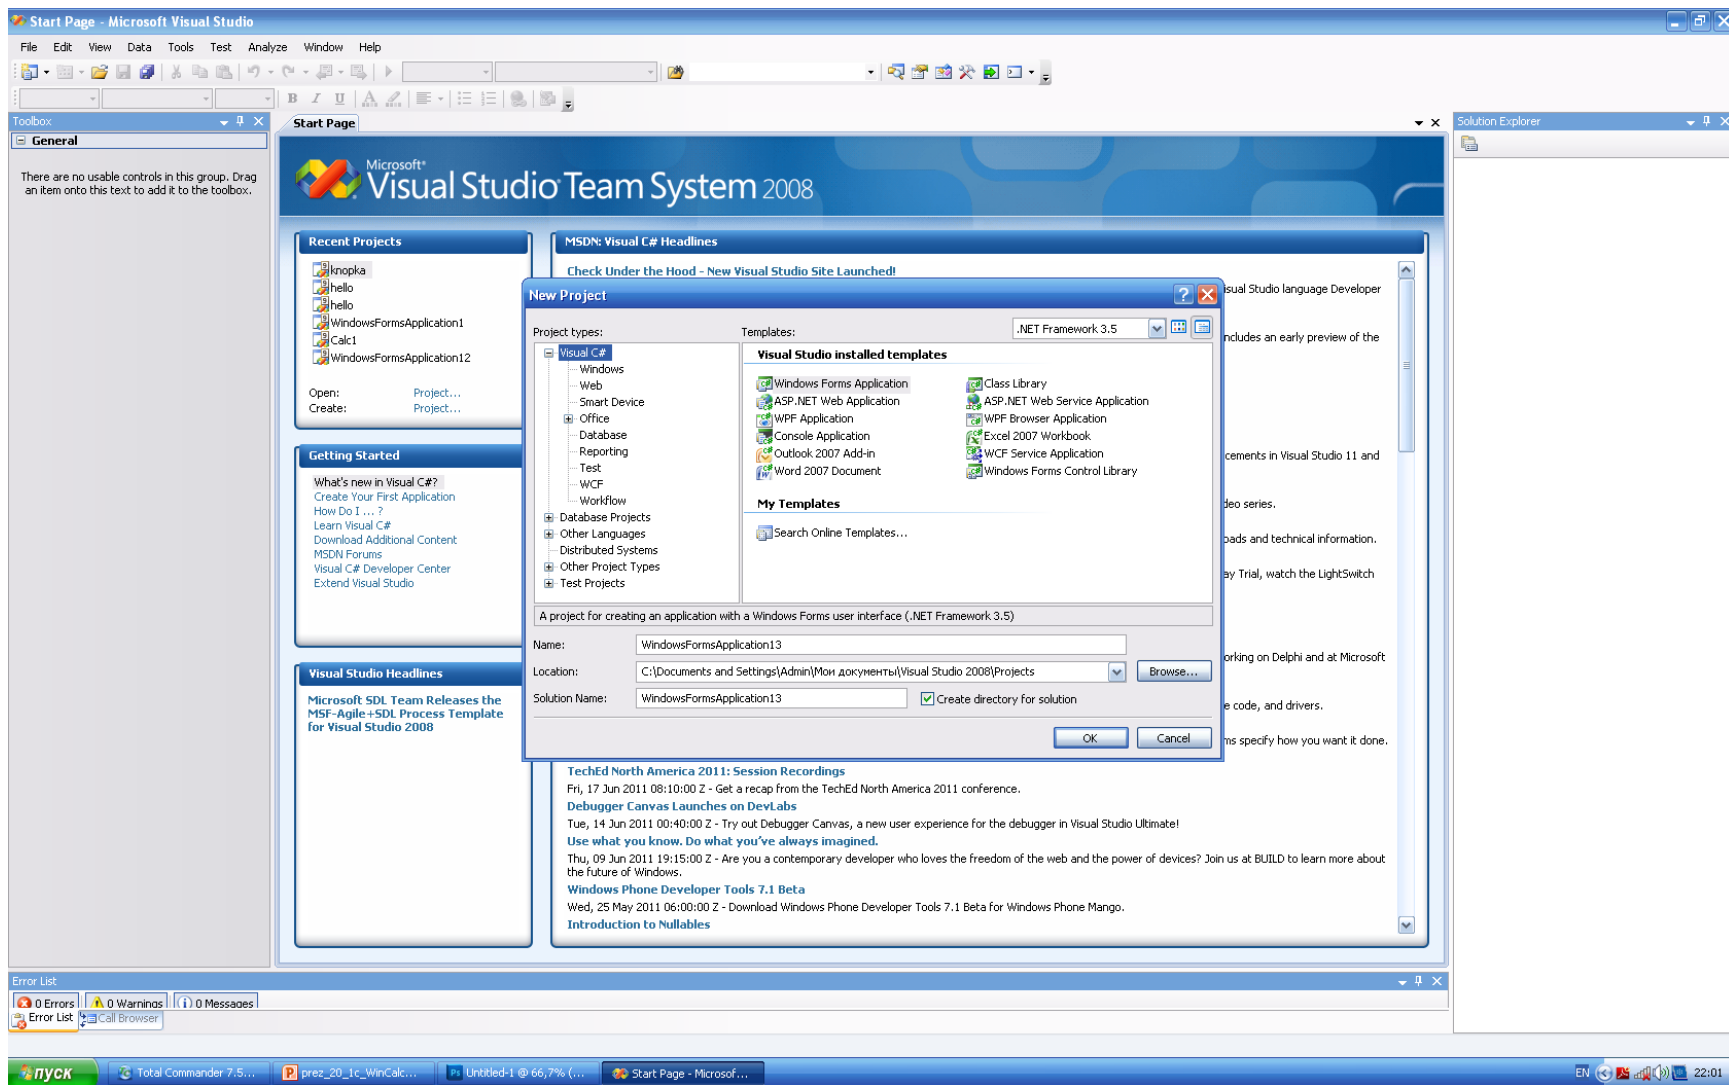 Start Page - Microsoft Visual Studio
File Edit View Data Tools Test Analyze Window Help
B I U A
Toolbox
General
There are no usable controls in this group. Drag
an item onto this text to add it to the toolbox.
Start Page
Microsoft
Visual Studio Team System 2008
Recent Projects
knopka
hello
hello
WindowsFormsApplication1
Calc1
WindowsFormsApplication12
Open: Project...
Create: Project...
Getting Started
What's new in Visual C#?
Create Your First Application
How Do I ... ?
Learn Visual C#
Download Additional Content
MSDN Forums
Visual C# Developer Center
Extend Visual Studio
Visual Studio Headlines
Microsoft SDL Team Releases the
MSF-Agile+SDL Process Template
for Visual Studio 2008
MSDN: Visual C# Headlines
Check Under the Hood - New Visual Studio Site Launched!
isual Studio language Developer
ncludes an early preview of the
cements in Visual Studio 11 and
deo series.
oads and technical information.
ay Trial, watch the LightSwitch
orking on Delphi and at Microsoft
e code, and drivers.
ns specify how you want it done.
New Project
Project types:
Templates:
.NET Framework 3.5
Visual C#
Windows
Web
Smart Device
Office
Database
Reporting
Test
WCF
Workflow
Database Projects
Other Languages
Distributed Systems
Other Project Types
Test Projects
Visual Studio installed templates
Windows Forms Application Class Library
ASP.NET Web Application ASP.NET Web Service Application
WPF Application WPF Browser Application
Console Application Excel 2007 Workbook
Outlook 2007 Add-in WCF Service Application
Word 2007 Document Windows Forms Control Library
My Templates
Search Online Templates...
A project for creating an application with a Windows Forms user interface (.NET Framework 3.5)
Name: WindowsFormsApplication13
Location: C:\Documents and Settings\Admin\Мои документы\Visual Studio 2008\Projects Browse...
Solution Name: WindowsFormsApplication13 Create directory for solution
OK Cancel
TechEd North America 2011: Session Recordings
Fri, 17 Jun 2011 08:10:00 Z - Get a recap from the TechEd North America 2011 conference.
Debugger Canvas Launches on DevLabs
Tue, 14 Jun 2011 00:40:00 Z - Try out Debugger Canvas, a new user experience for the debugger in Visual Studio Ultimate!
Use what you know. Do what you've always imagined.
Thu, 09 Jun 2011 19:15:00 Z - Are you a contemporary developer who loves the freedom of the web and the power of devices? Join us at BUILD to learn more about
the future of Windows.
Windows Phone Developer Tools 7.1 Beta
Wed, 25 May 2011 06:00:00 Z - Download Windows Phone Developer Tools 7.1 Beta for Windows Phone Mango.
Introduction to Nullables
Solution Explorer
Error List
0 Errors 0 Warnings 0 Messages
Error List Call Browser
пуск Total Commander 7.5... prez_20_1c_WinCalc... Untitled-1 @ 66,7% (... Start Page - Microsof... EN 22:01